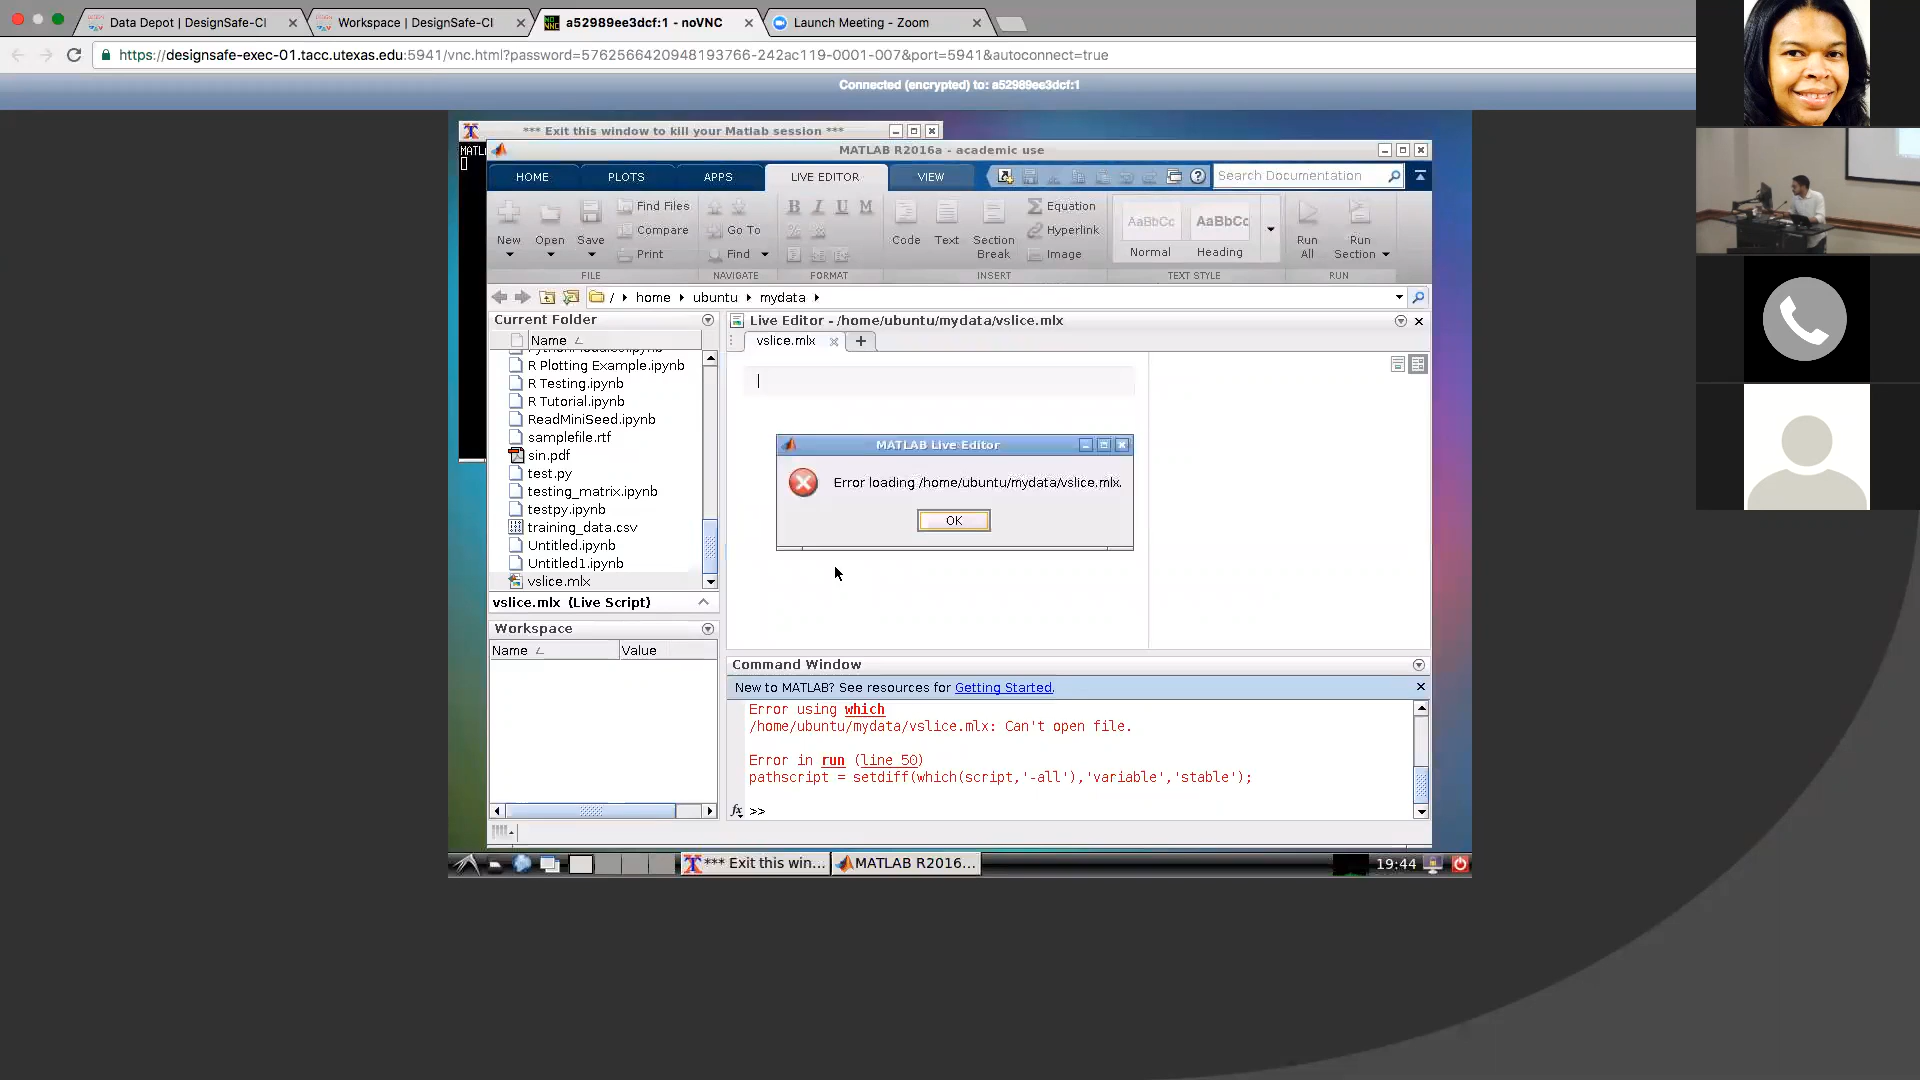 Data Depot | DesignSafe-CI
Workspace | DesignSafe-CI
a52989ee3dcf:1 - noVNC
Launch Meeting - Zoom
https://designsafe-exec-01.tacc.utexas.edu:5941/vnc.html?password=5762566420948193766-242ac119-0001-007&port=5941&autoconnect=true
Connected (encrypted) to: a52989ee3dcf:1
*** Exit this window to kill your Matlab session ***
MATL
MATLAB R2016a - academic use
HOME PLOTS APPS LIVE EDITOR VIEW Search Documentation
New Open Save
Find Files
Compare
Print
Go To
Find
B I U M
Code Text Section Break
Equation
Hyperlink
Image
AaBbCc AaBbCc
Normal Heading
Run All
Run Section
FILE NAVIGATE FORMAT INSERT TEXT STYLE RUN
/ home ubuntu mydata
Current Folder
Name
R Plotting Example.ipynb
R Testing.ipynb
R Tutorial.ipynb
ReadMiniSeed.ipynb
samplefile.rtf
sin.pdf
test.py
testing_matrix.ipynb
testpy.ipynb
training_data.csv
Untitled.ipynb
Untitled1.ipynb
vslice.mlx
vslice.mlx (Live Script)
Workspace
Name Value
Live Editor - /home/ubuntu/mydata/vslice.mlx
vslice.mlx
MATLAB Live Editor
Error loading /home/ubuntu/mydata/vslice.mlx.
OK
Command Window
New to MATLAB? See resources for Getting Started.
Error using which
/home/ubuntu/mydata/vslice.mlx: Can't open file.
Error in run (line 50)
pathscript = setdiff(which(script,'-all'),'variable','stable');
fx >>
*** Exit this win...
MATLAB R2016...
19:44